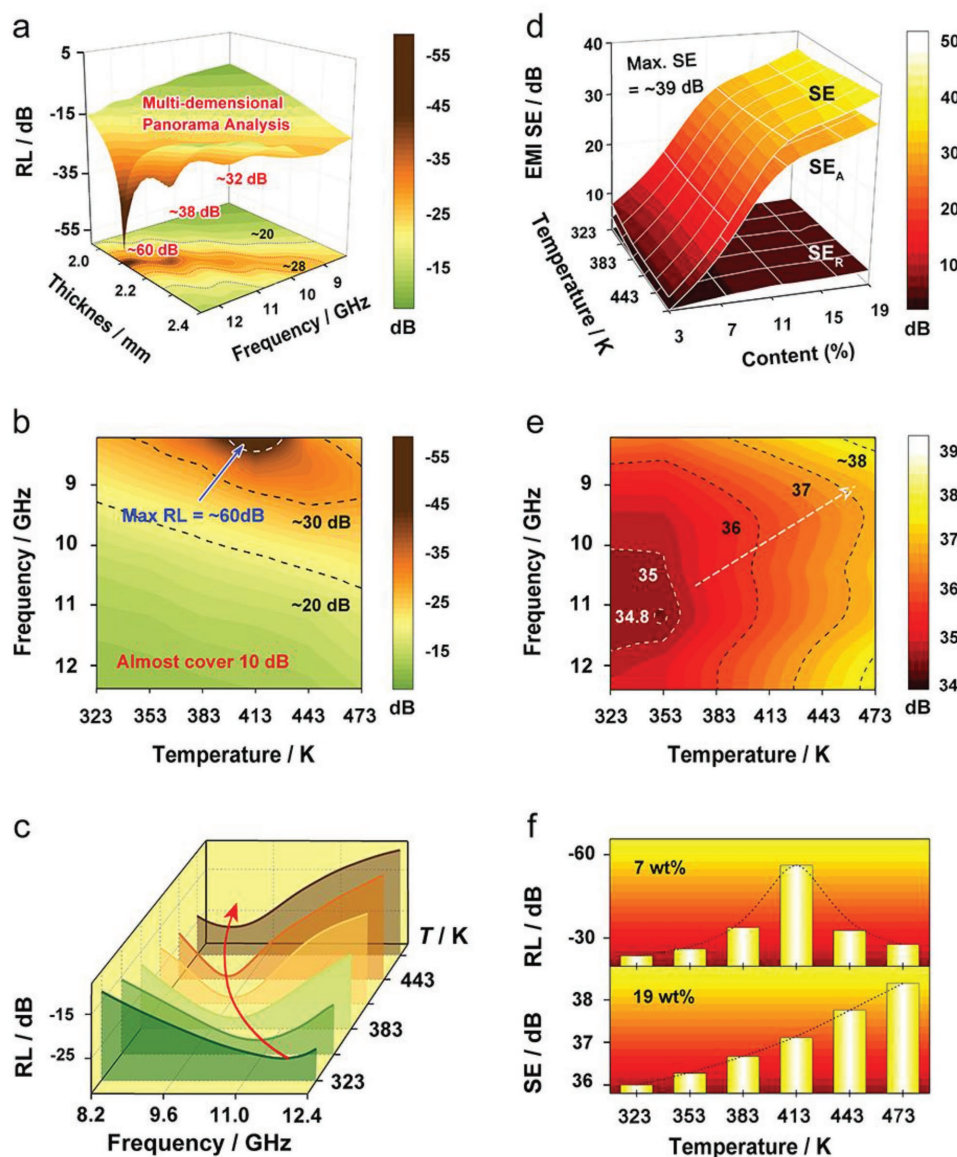 a
5
-15
-35
-55
RL / dB
Multi-demensional
Panorama Analysis
~32 dB
~38 dB
~60 dB
~20
~28
2.0
2.2
2.4
Thicknes / mm
12
11
10
9
Frequency / GHz
-55
-45
-35
-25
-15
dB
d
40
30
20
10
EMI SE / dB
Max. SE
= ~39 dB
SE
SE_A
SE_R
323
383
443
Temperature / K
3
7
11
15
19
Content (%)
50
40
30
20
10
dB
b
9
10
11
12
Frequency / GHz
Max RL = ~60dB
~30 dB
~20 dB
Almost cover 10 dB
323 353 383 413 443 473
Temperature / K
-55
-45
-35
-25
-15
dB
e
9
10
11
12
Frequency / GHz
~38
37
36
35
34.8
323 353 383 413 443 473
Temperature / K
39
38
37
36
35
34
dB
c
-15
-25
RL / dB
8.2 9.6 11.0 12.4
Frequency / GHz
323
383
443
T / K
f
-60
-30
RL / dB
7 wt%
38
37
36
SE / dB
19 wt%
323 353 383 413 443 473
Temperature / K